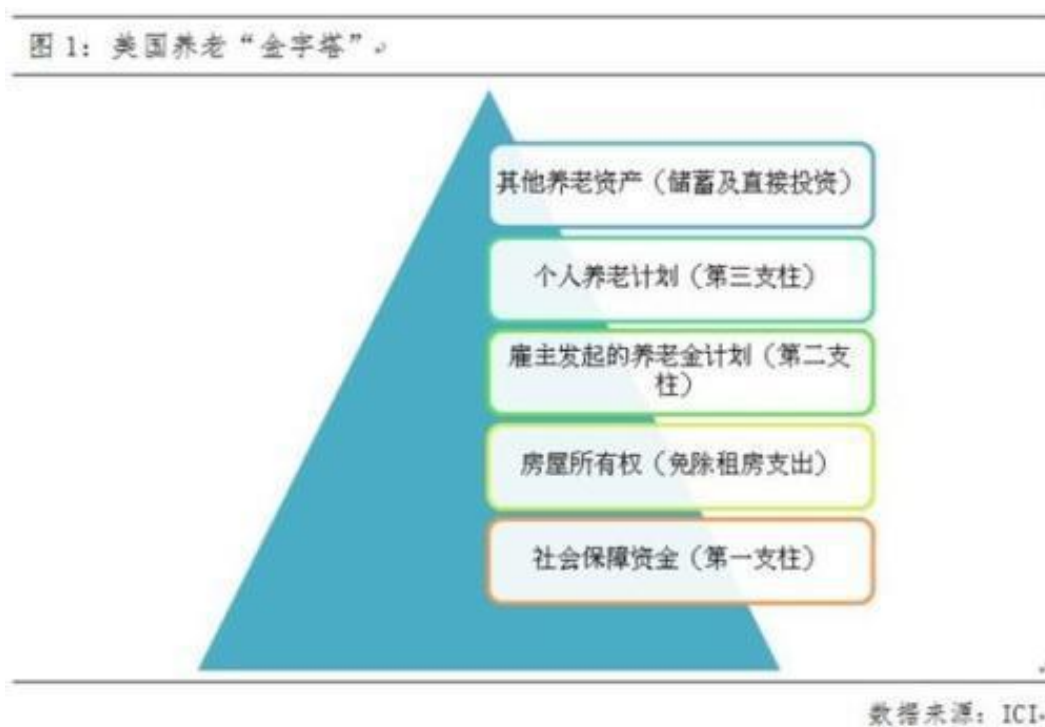 图 1: 美国养老“金字塔”
其他养老资产（储蓄及直接投资）
个人养老计划（第三支柱）
雇主发起的养老金计划（第二支
柱）
房屋所有权（免除租房支出）
社会保障资金（第一支柱）
数据来源: ICI